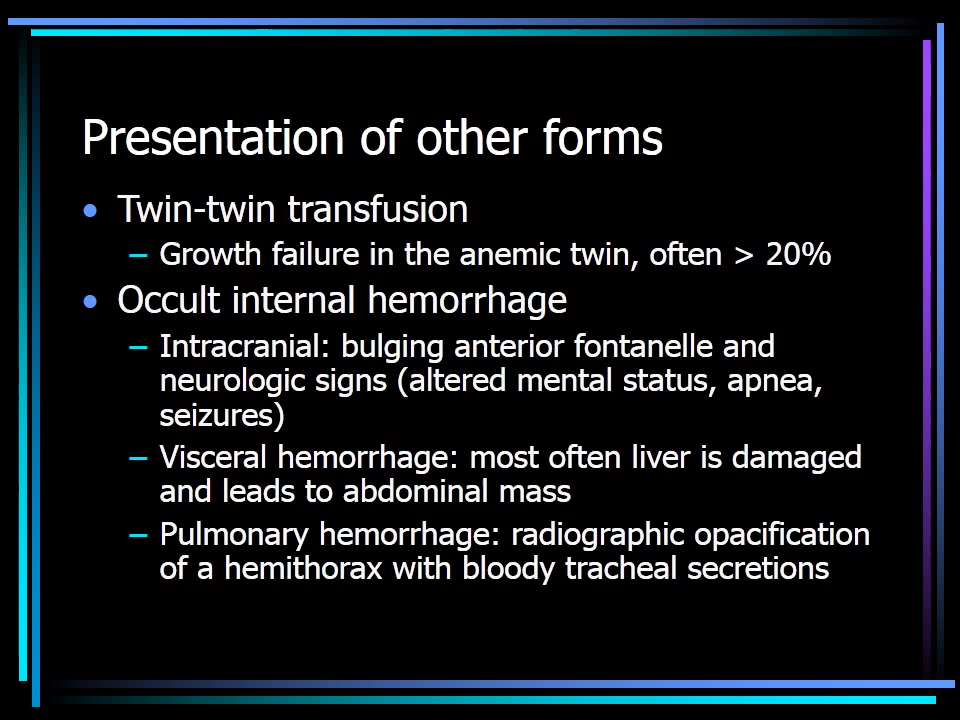 Presentation of other forms
• Twin-twin transfusion
– Growth failure in the anemic twin, often > 20%
• Occult internal hemorrhage
– Intracranial: bulging anterior fontanelle and
neurologic signs (altered mental status, apnea,
seizures)
– Visceral hemorrhage: most often liver is damaged
and leads to abdominal mass
– Pulmonary hemorrhage: radiographic opacification
of a hemithorax with bloody tracheal secretions